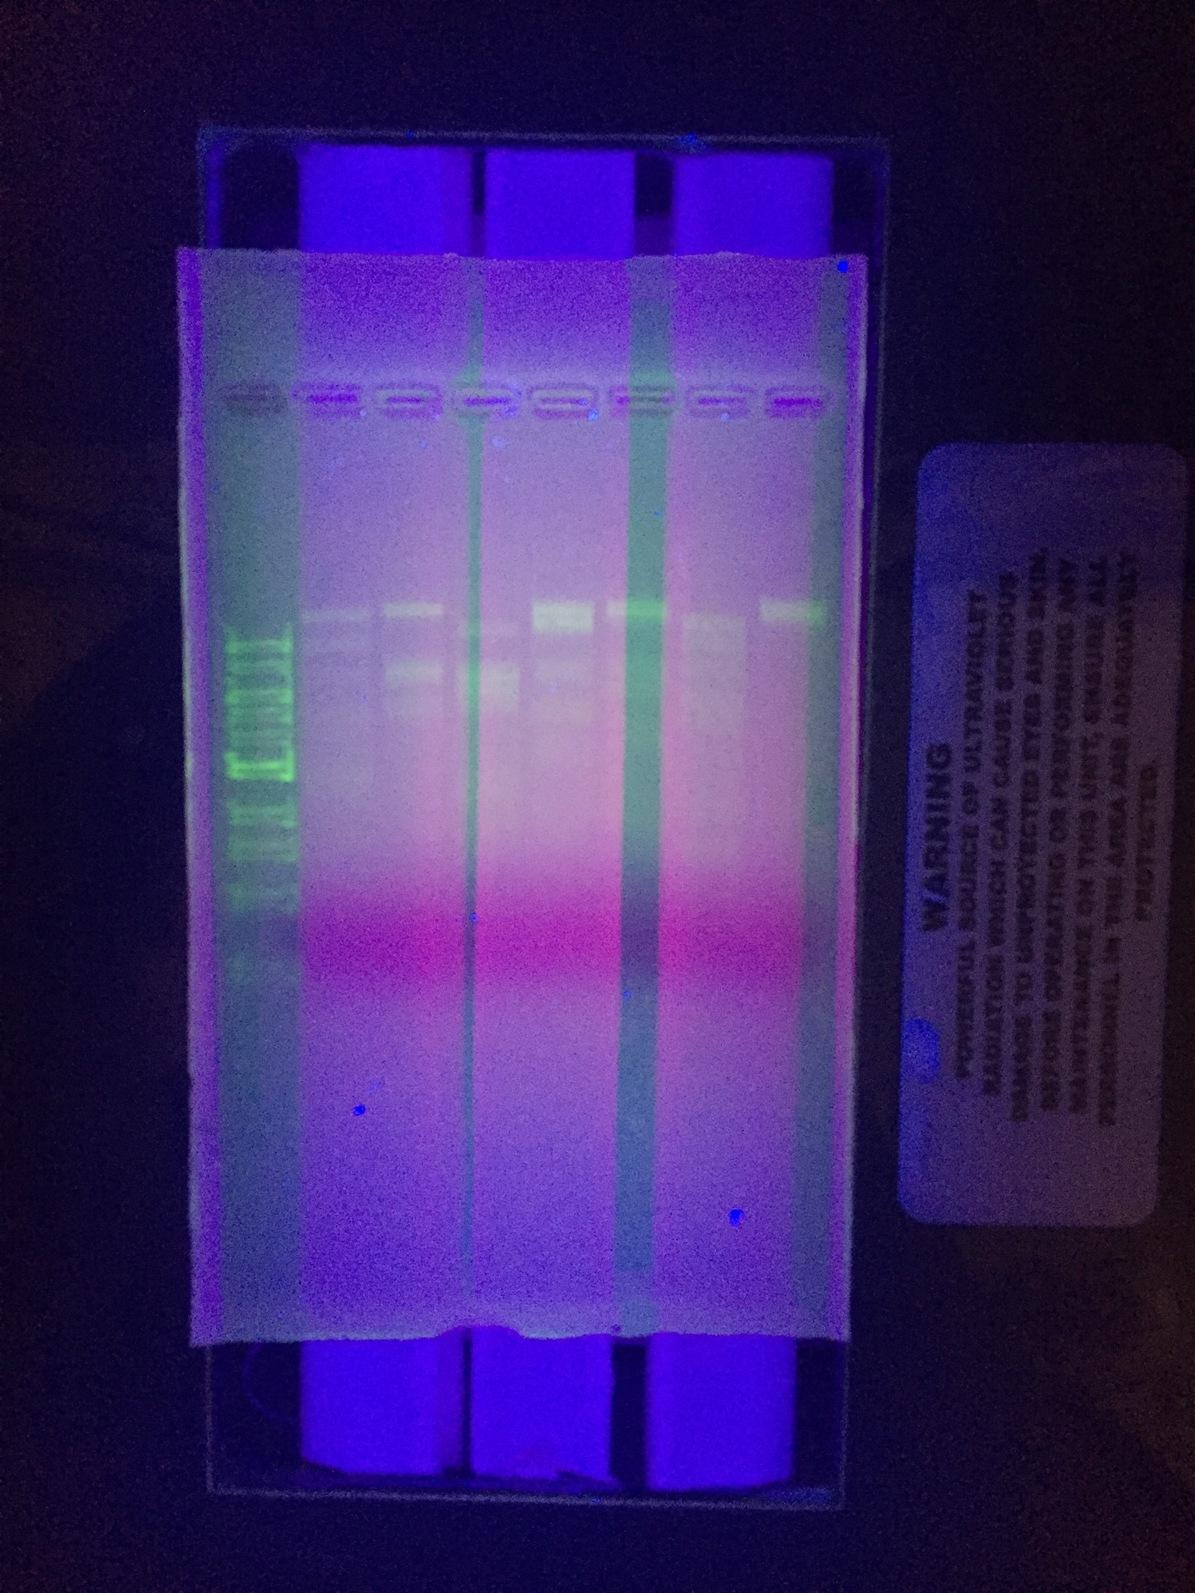 WARNING
POWERFUL SOURCE OF ULTRAVIOLET
RADIATION WHICH CAN CAUSE SERIOUS
DAMAGE TO UNPROTECTED EYES AND SKIN.
BEFORE OPERATING OR PERFORMING ANY
MAINTENANCE ON THIS UNIT, ENSURE ALL
PERSONNEL IN THE AREA ARE ADEQUATELY
PROTECTED.